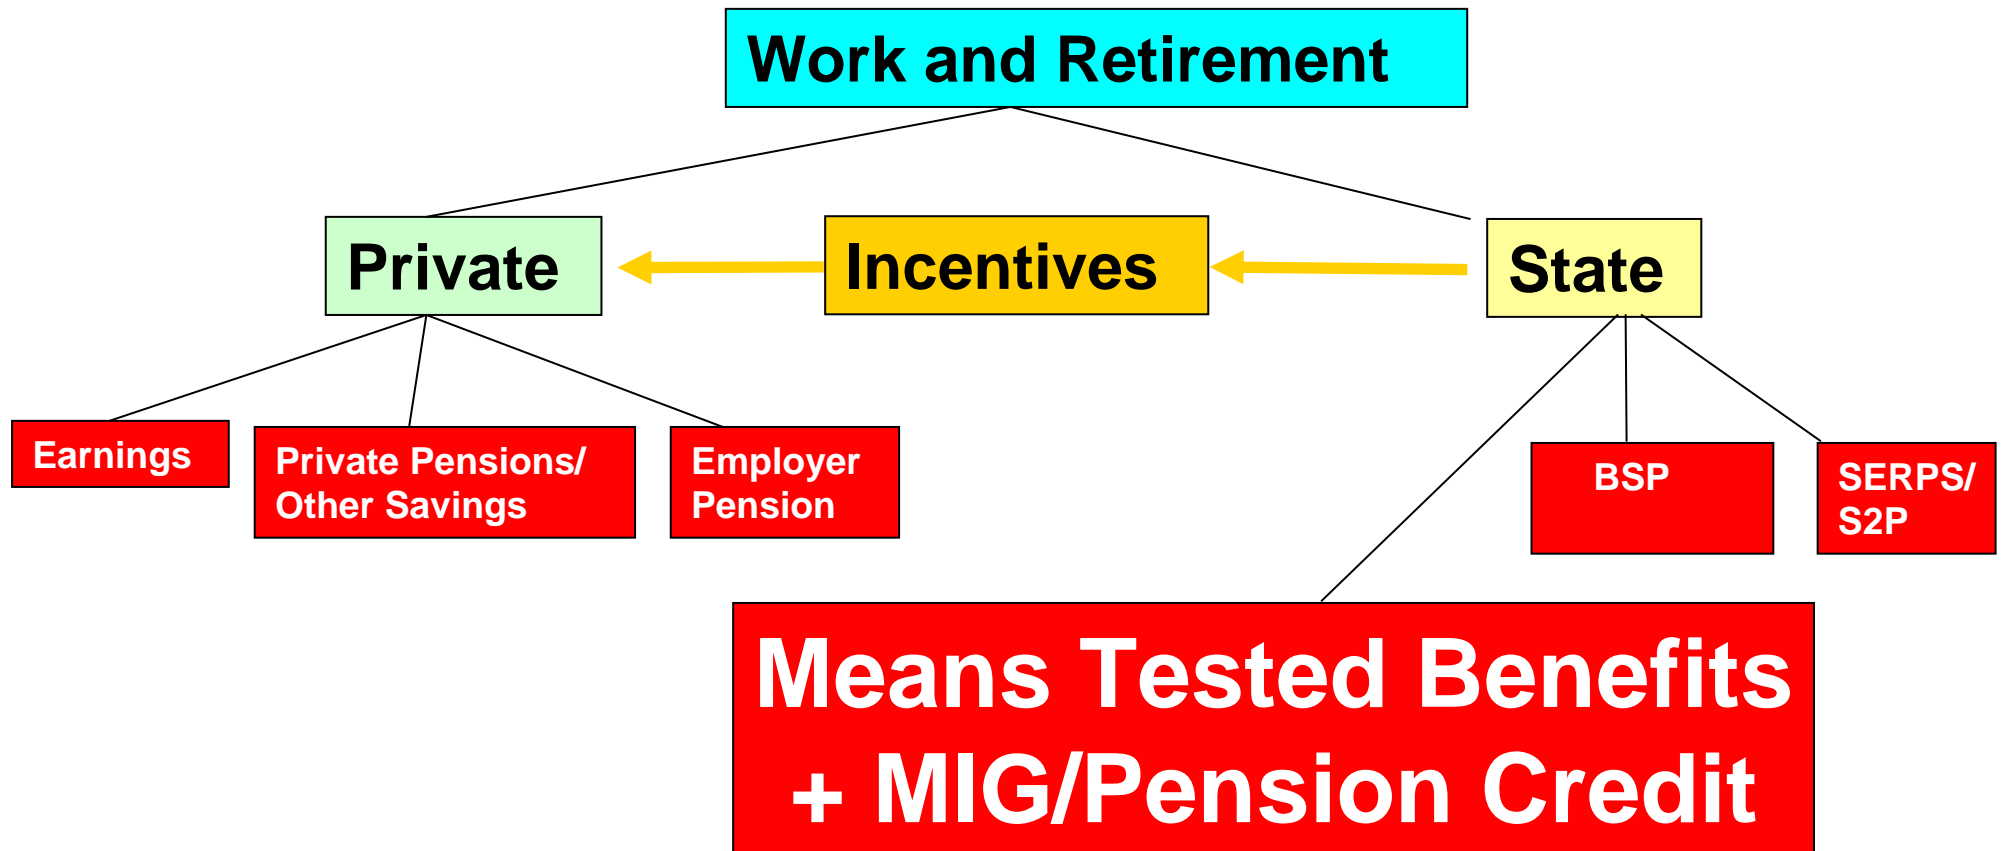 Work and Retirement
Private
Incentives
State
Earnings
Private Pensions/
Other Savings
Employer
Pension
BSP
SERPS/
S2P
Means Tested Benefits
+ MIG/Pension Credit